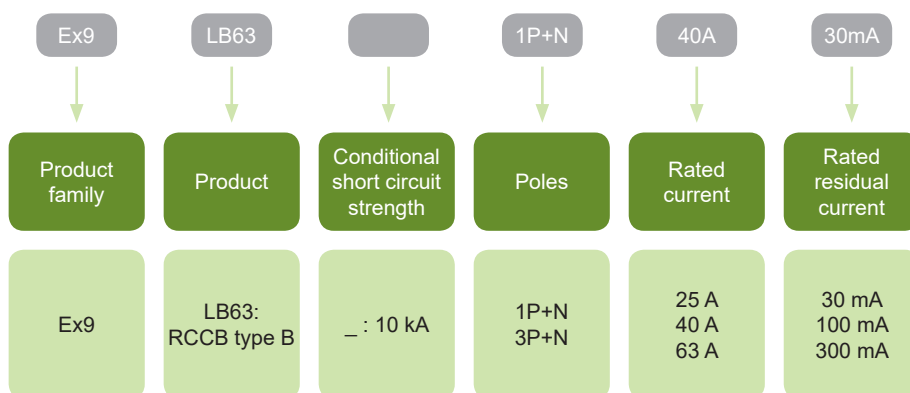 Ex9
LB63
1P+N
40A
30mA
Product
family
Product
Conditional
short circuit
strength
Poles
Rated
current
Rated
residual
current
Ex9
LB63:
RCCB type B
_ : 10 kA
1P+N
3P+N
25 A
40 A
63 A
30 mA
100 mA
300 mA